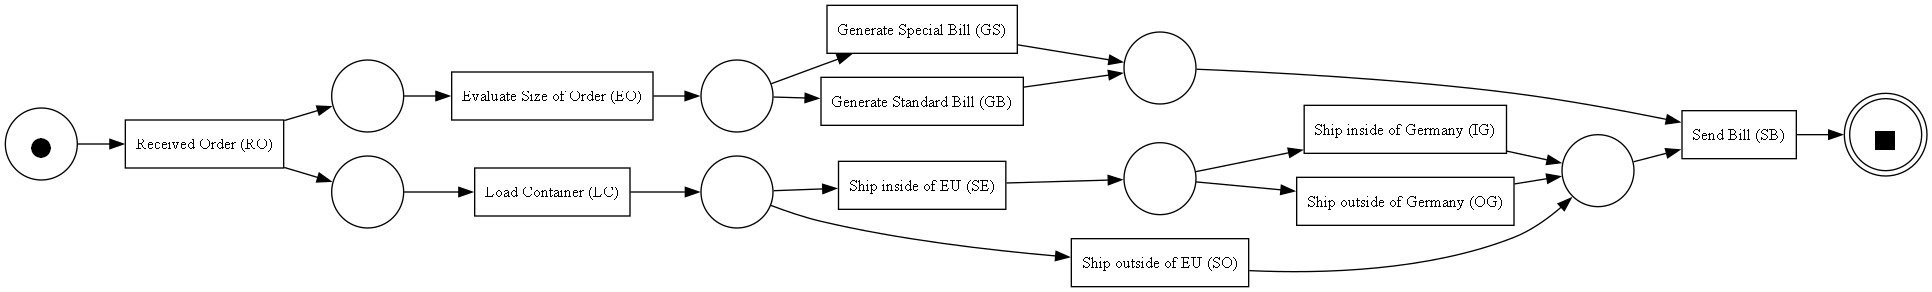 Generate Special Bill (GS)
Evaluate Size of Order (EO)
Generate Standard Bill (GB)
Received Order (RO)
Ship inside of Germany (IG)
Send Bill (SB)
Load Container (LC)
Ship inside of EU (SE)
Ship outside of Germany (OG)
Ship outside of EU (SO)